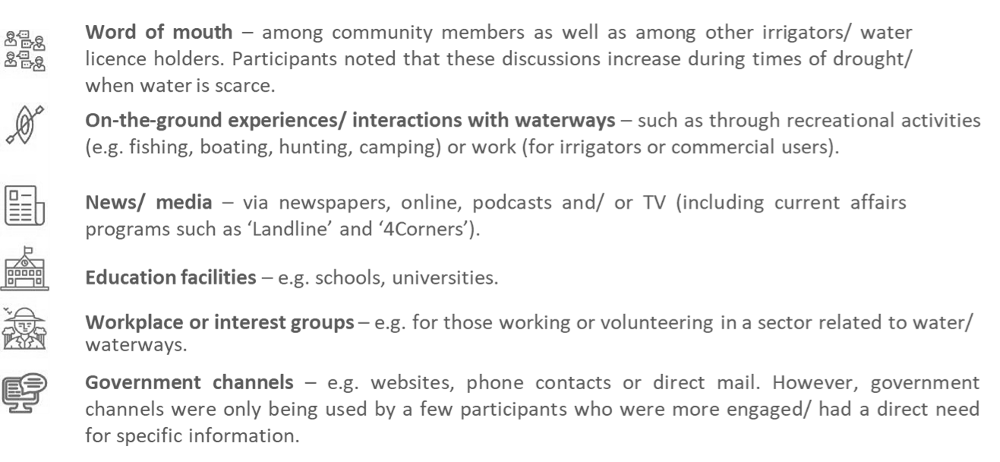 Word of mouth – among community members as well as among other irrigators/ water
licence holders. Participants noted that these discussions increase during times of drought/
when water is scarce.
On-the-ground experiences/ interactions with waterways – such as through recreational activities
(e.g. fishing, boating, hunting, camping) or work (for irrigators or commercial users).
News/ media – via newspapers, online, podcasts and/ or TV (including current affairs
programs such as ‘Landline’ and ‘4Corners’).
Education facilities – e.g. schools, universities.
Workplace or interest groups – e.g. for those working or volunteering in a sector related to water/
waterways.
Government channels – e.g. websites, phone contacts or direct mail. However, government
channels were only being used by a few participants who were more engaged/ had a direct need
for specific information.